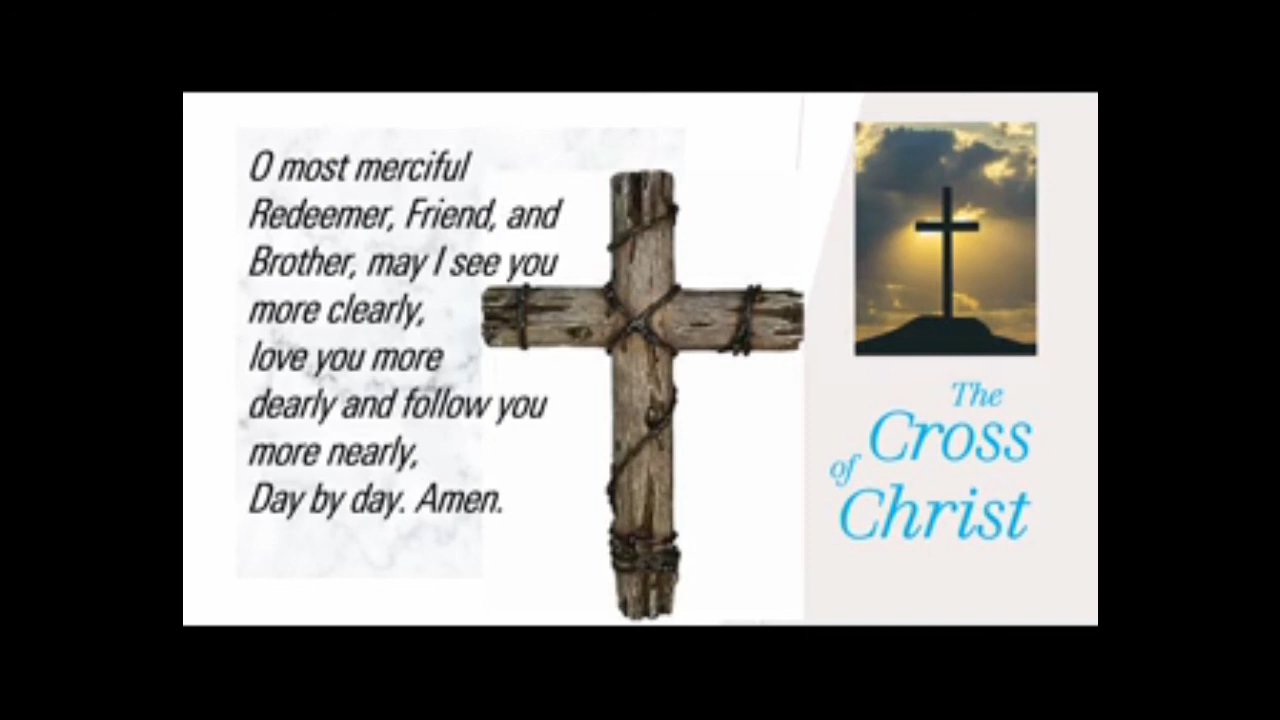 O most merciful
Redeemer, Friend, and
Brother, may I see you
more clearly,
love you more
dearly and follow you
more nearly,
Day by day. Amen.
The
Cross
of
Christ